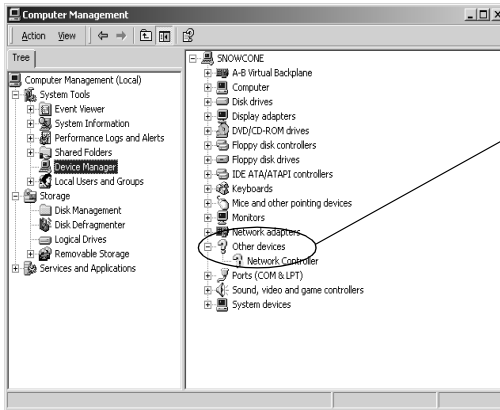 Computer Management
Action View
Tree
Computer Management (Local)
System Tools
Event Viewer
System Information
Performance Logs and Alerts
Shared Folders
Device Manager
Local Users and Groups
Storage
Disk Management
Disk Defragmenter
Logical Drives
Removable Storage
Services and Applications
SNOWCONE
A-B Virtual Backplane
Computer
Disk drives
Display adapters
DVD/CD-ROM drives
Floppy disk controllers
Floppy disk drives
IDE ATA/ATAPI controllers
Keyboards
Mice and other pointing devices
Monitors
Network adapters
Other devices
Network Controller
Ports (COM & LPT)
Sound, video and game controllers
System devices